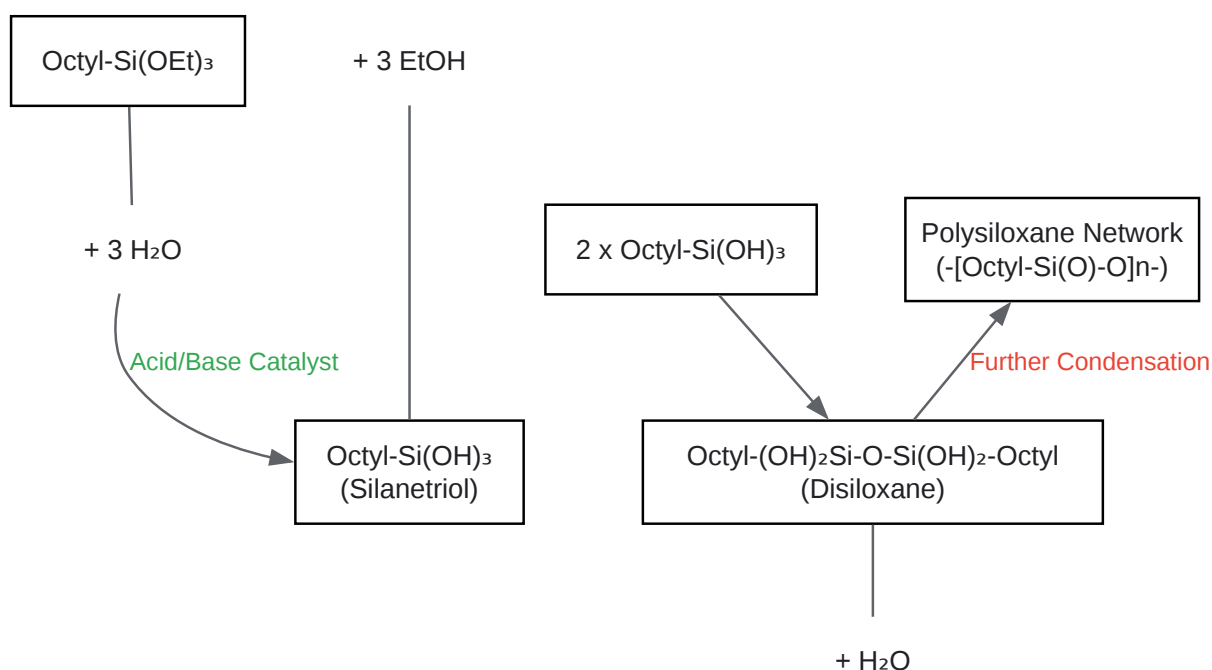 Octyl-Si(OEt)₃
+ 3 EtOH
+ 3 H₂O
Acid/Base Catalyst
Octyl-Si(OH)₃
(Silanetriol)
2 x Octyl-Si(OH)₃
Polysiloxane Network
(-[Octyl-Si(O)-O]n-)
Further Condensation
Octyl-(OH)₂Si-O-Si(OH)₂-Octyl
(Disiloxane)
+ H₂O